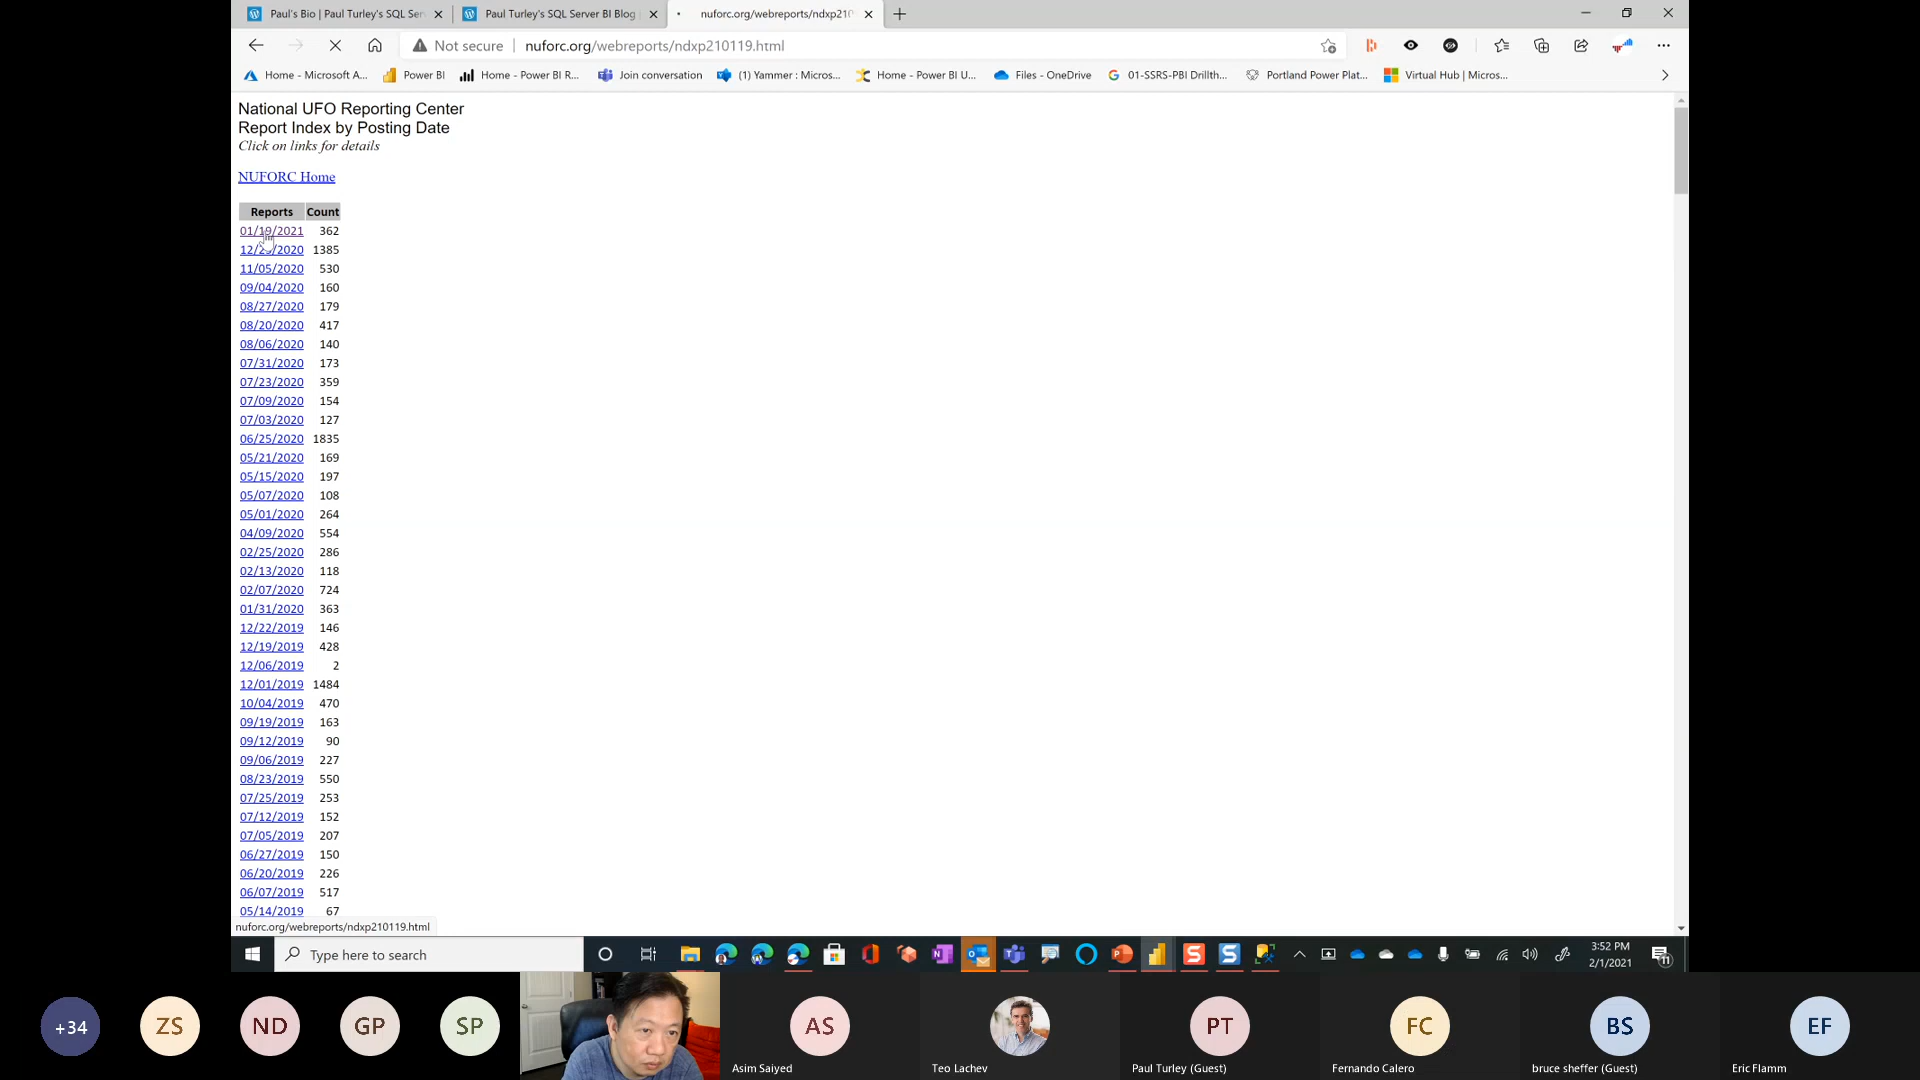 Paul's Bio | Paul Turley's SQL Ser
Paul Turley's SQL Server BI Blog
nuforc.org/webreports/ndxp210
Not secure
nuforc.org/webreports/ndxp210119.html
Home - Microsoft A...
Power BI
Home - Power BI R...
Join conversation
(1) Yammer : Micros...
Home - Power BI U...
Files - OneDrive
01-SSRS-PBI Drillth...
Portland Power Plat...
Virtual Hub | Micros...
National UFO Reporting Center
Report Index by Posting Date
Click on links for details
NUFORC Home
Reports Count
01/19/2021 362
12/23/2020 1385
11/05/2020 530
09/04/2020 160
08/27/2020 179
08/20/2020 417
08/06/2020 140
07/31/2020 173
07/23/2020 359
07/09/2020 154
07/03/2020 127
06/25/2020 1835
05/21/2020 169
05/15/2020 197
05/07/2020 108
05/01/2020 264
04/09/2020 554
02/25/2020 286
02/13/2020 118
02/07/2020 724
01/31/2020 363
12/22/2019 146
12/19/2019 428
12/06/2019 2
12/01/2019 1484
10/04/2019 470
09/19/2019 163
09/12/2019 90
09/06/2019 227
08/23/2019 550
07/25/2019 253
07/12/2019 152
07/05/2019 207
06/27/2019 150
06/20/2019 226
06/07/2019 517
05/14/2019 67
nuforc.org/webreports/ndxp210119.html
Type here to search
3:52 PM
2/1/2021
11
+34
ZS
ND
GP
SP
AS
PT
FC
BS
EF
Asim Saiyed
Teo Lachev
Paul Turley (Guest)
Fernando Calero
bruce sheffer (Guest)
Eric Flamm